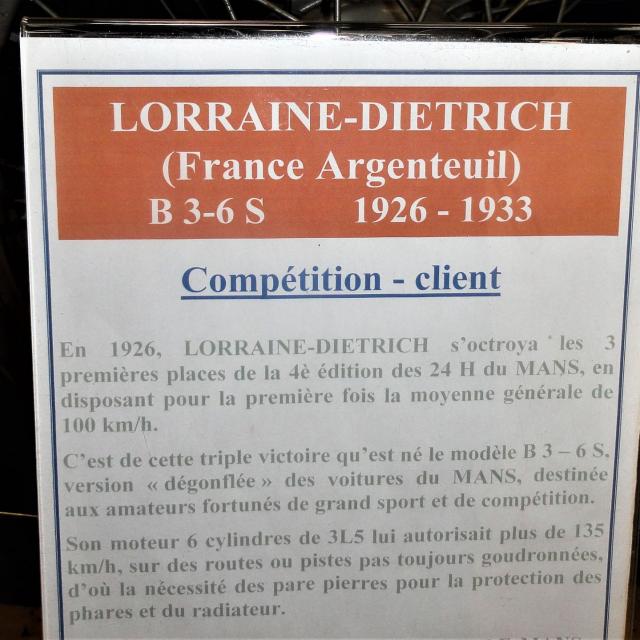 LORRAINE-DIETRICH
(France Argenteuil)
B 3-6 S 1926 - 1933
Compétition - client
En 1926, LORRAINE-DIETRICH s'octroya les 3
premières places de la 4è édition des 24 H du MANS, en
disposant pour la première fois la moyenne générale de
100 km/h.
C'est de cette triple victoire qu'est né le modèle B 3 – 6 S,
version « dégonflée » des voitures du MANS, destinée
aux amateurs fortunés de grand sport et de compétition.
Son moteur 6 cylindres de 3L5 lui autorisait plus de 135
km/h, sur des routes ou pistes pas toujours goudronnées,
d'où la nécessité des pare pierres pour la protection des
phares et du radiateur.